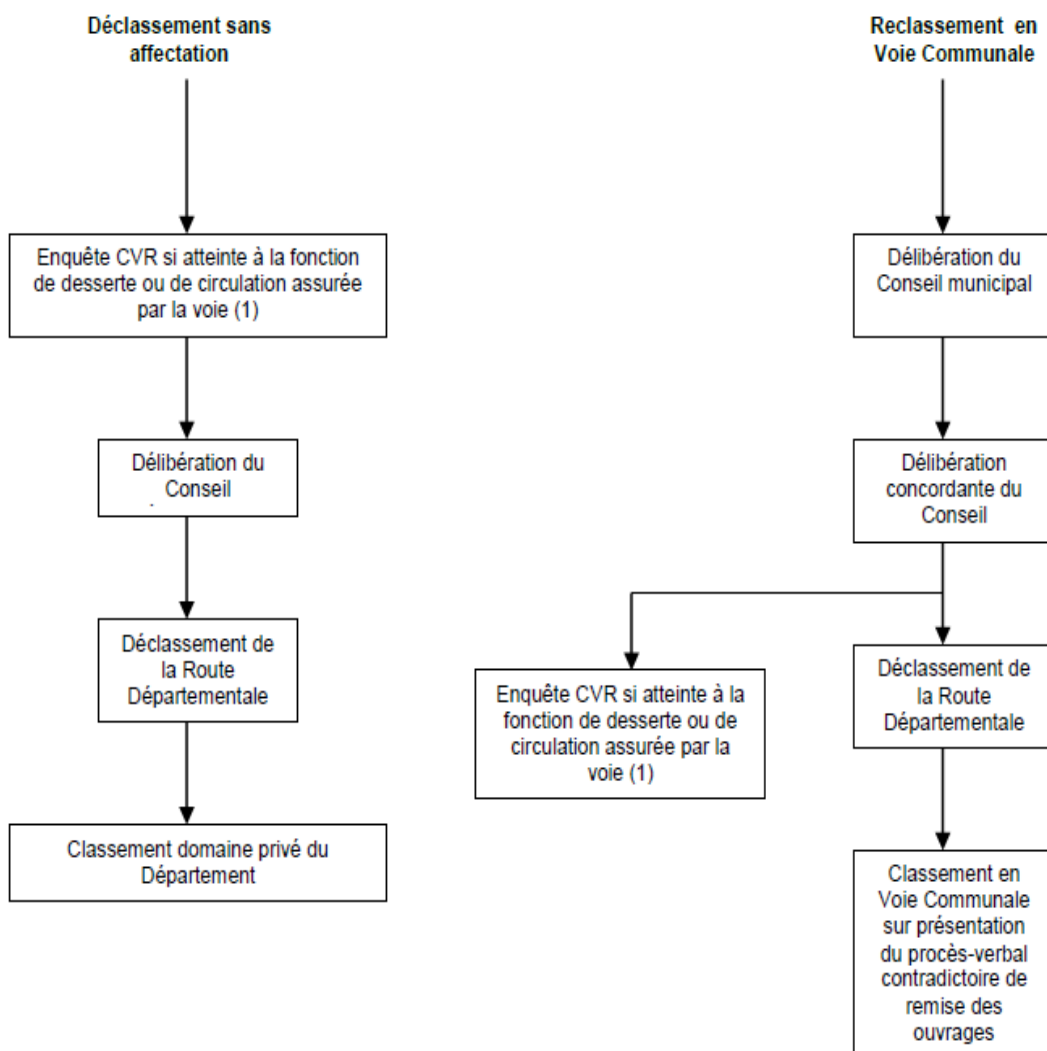 Déclassement sans
affectation
Enquête CVR si atteinte à la fonction
de desserte ou de circulation assurée
par la voie (1)
Délibération du
Conseil
.
Déclassement de
la Route
Départementale
Classement domaine privé du
Département
Reclassement en
Voie Communale
Délibération du
Conseil municipal
Délibération
concordante du
Conseil
Enquête CVR si atteinte à la
fonction de desserte ou de
circulation assurée par la
voie (1)
Déclassement de
la Route
Départementale
Classement en
Voie Communale
sur présentation
du procès-verbal
contradictoire de
remise des
ouvrages